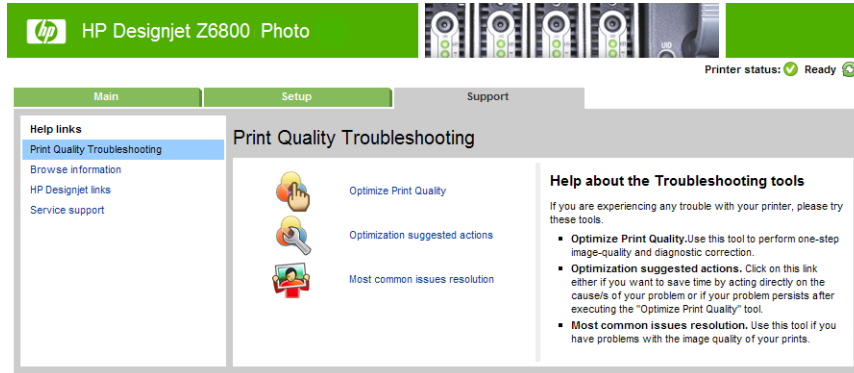 hp HP Designjet Z6800 Photo
UID
Printer status: Ready
Main Setup Support
Help links
Print Quality Troubleshooting
Browse information
HP Designjet links
Service support
Print Quality Troubleshooting
Optimize Print Quality
Optimization suggested actions
Most common issues resolution
Help about the Troubleshooting tools
If you are experiencing any trouble with your printer, please try
these tools.
▪ Optimize Print Quality.Use this tool to perform one-step
image-quality and diagnostic correction.
▪ Optimization suggested actions. Click on this link
either if you want to save time by acting directly on the
cause/s of your problem or if your problem persists after
executing the "Optimize Print Quality" tool.
▪ Most common issues resolution. Use this tool if you
have problems with the image quality of your prints.